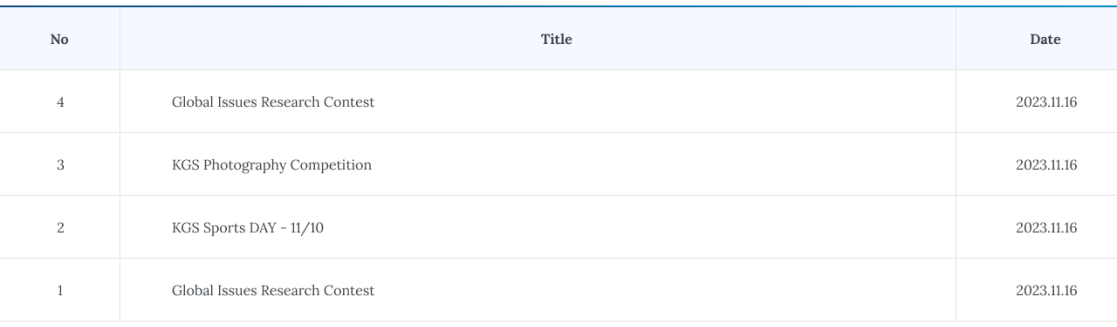 No Title Date
4 Global Issues Research Contest 2023.11.16
3 KGS Photography Competition 2023.11.16
2 KGS Sports DAY - 11/10 2023.11.16
1 Global Issues Research Contest 2023.11.16